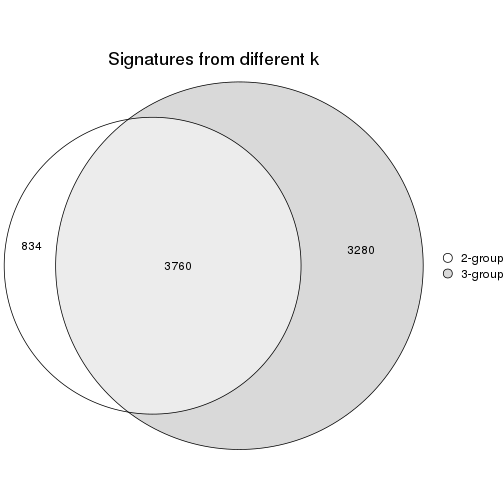 Signatures from different k
834
3760
3280
2-group
3-group